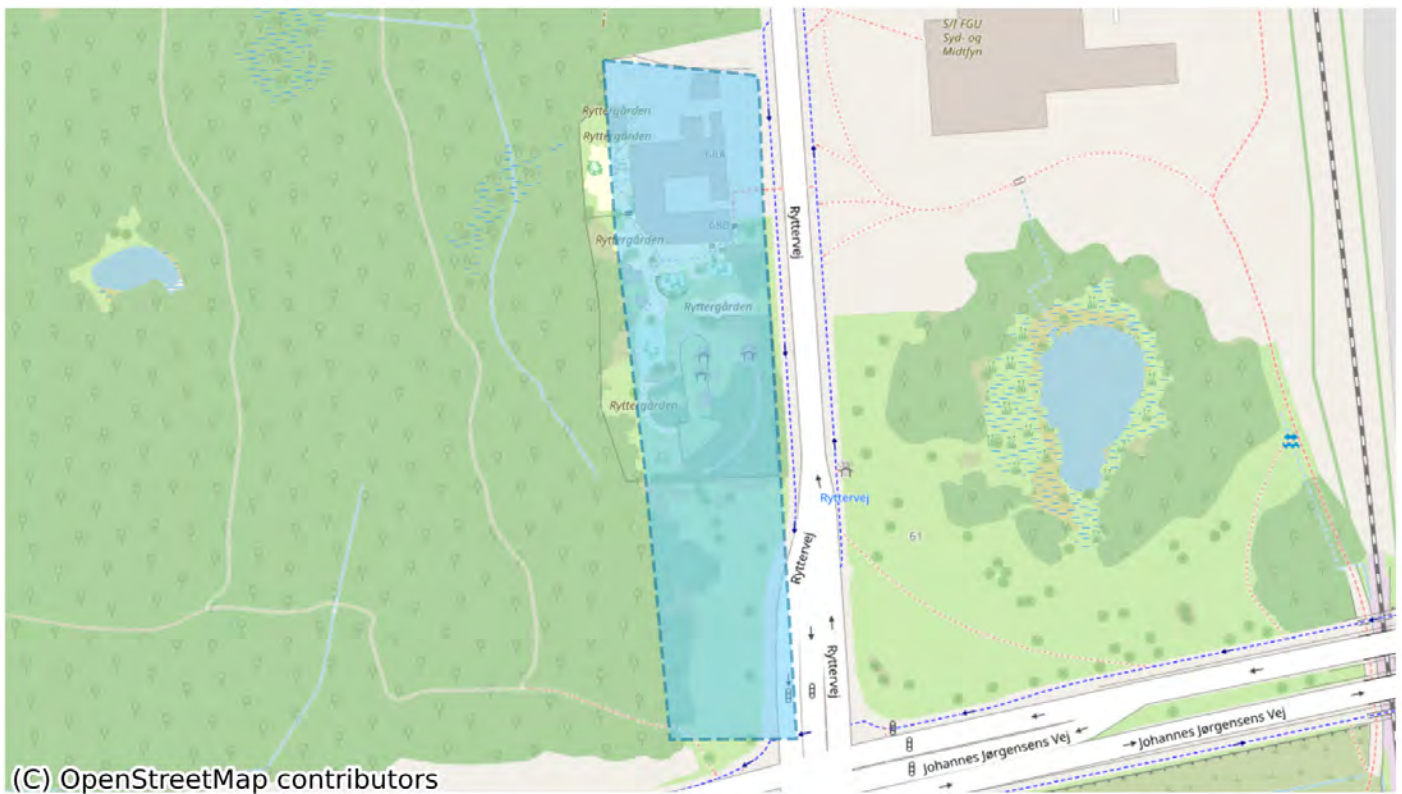 S/I FGU
Syd- og
Midtfyn
Ryttergården
Ryttergården
68A
68B
Ryttervej
Ryttergården
Ryttergården
Ryttergården
Ryttervej
61
Ryttervej
Ryttervej
Johannes Jørgensens Vej
Johannes Jørgensens Vej
(C) OpenStreetMap contributors